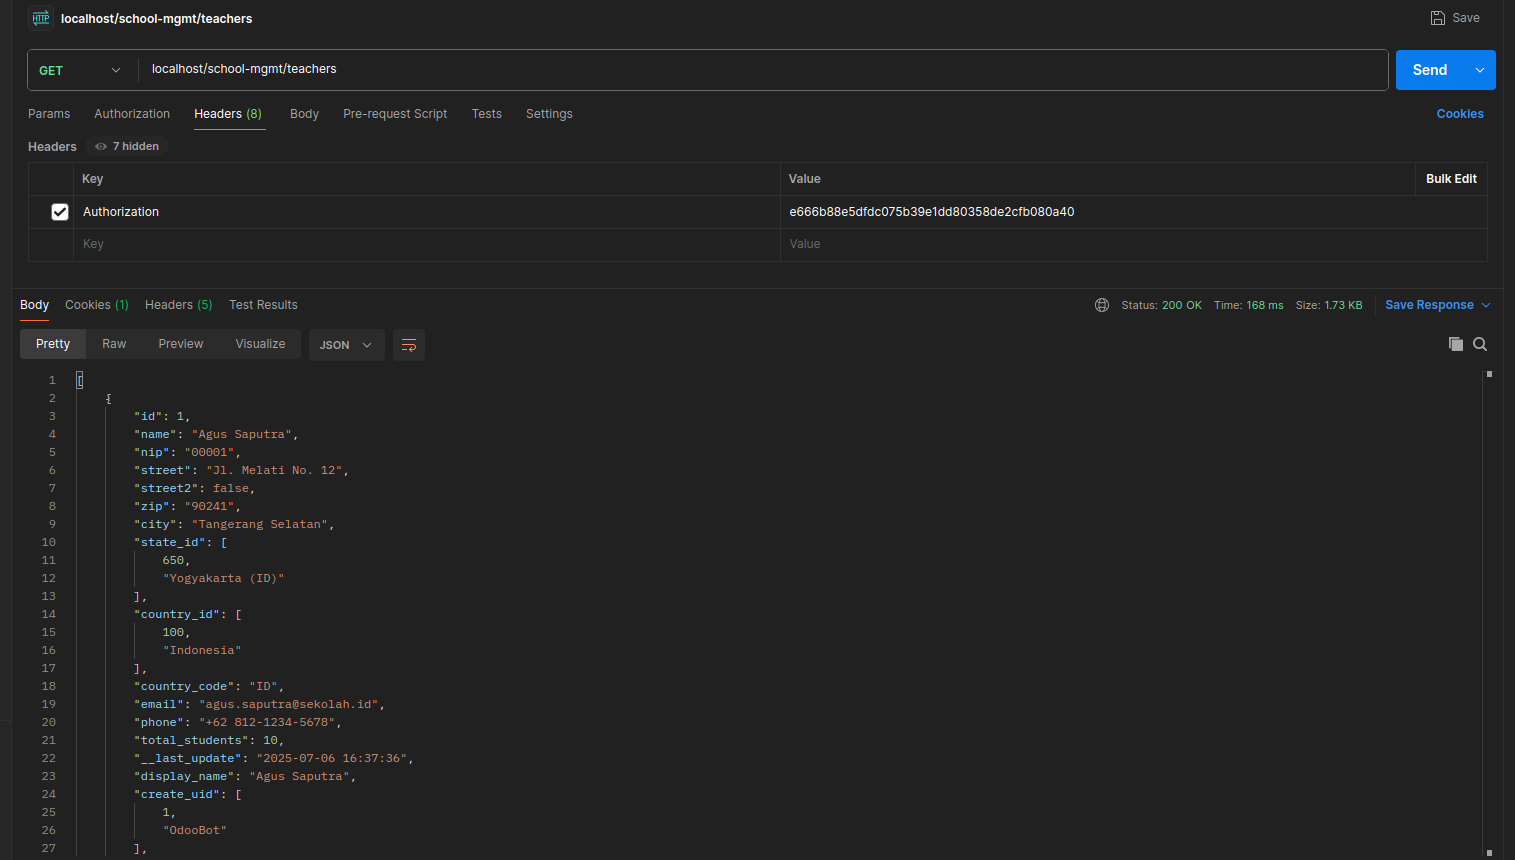 HTTP localhost/school-mgmt/teachers Save
GET localhost/school-mgmt/teachers Send
Params Authorization Headers (8) Body Pre-request Script Tests Settings Cookies
Headers 7 hidden
Key Value Bulk Edit
Authorization e666b88e5dfdc075b39e1dd80358de2cfb080a40
Key Value
Body Cookies (1) Headers (5) Test Results Status: 200 OK Time: 168 ms Size: 1.73 KB Save Response
Pretty Raw Preview Visualize JSON
1 [
2 {
3 "id": 1,
4 "name": "Agus Saputra",
5 "nip": "00001",
6 "street": "Jl. Melati No. 12",
7 "street2": false,
8 "zip": "90241",
9 "city": "Tangerang Selatan",
10 "state_id": [
11 650,
12 "Yogyakarta (ID)"
13 ],
14 "country_id": [
15 100,
16 "Indonesia"
17 ],
18 "country_code": "ID",
19 "email": "agus.saputra@sekolah.id",
20 "phone": "+62 812-1234-5678",
21 "total_students": 10,
22 "__last_update": "2025-07-06 16:37:36",
23 "display_name": "Agus Saputra",
24 "create_uid": [
25 1,
26 "OdooBot"
27 ],